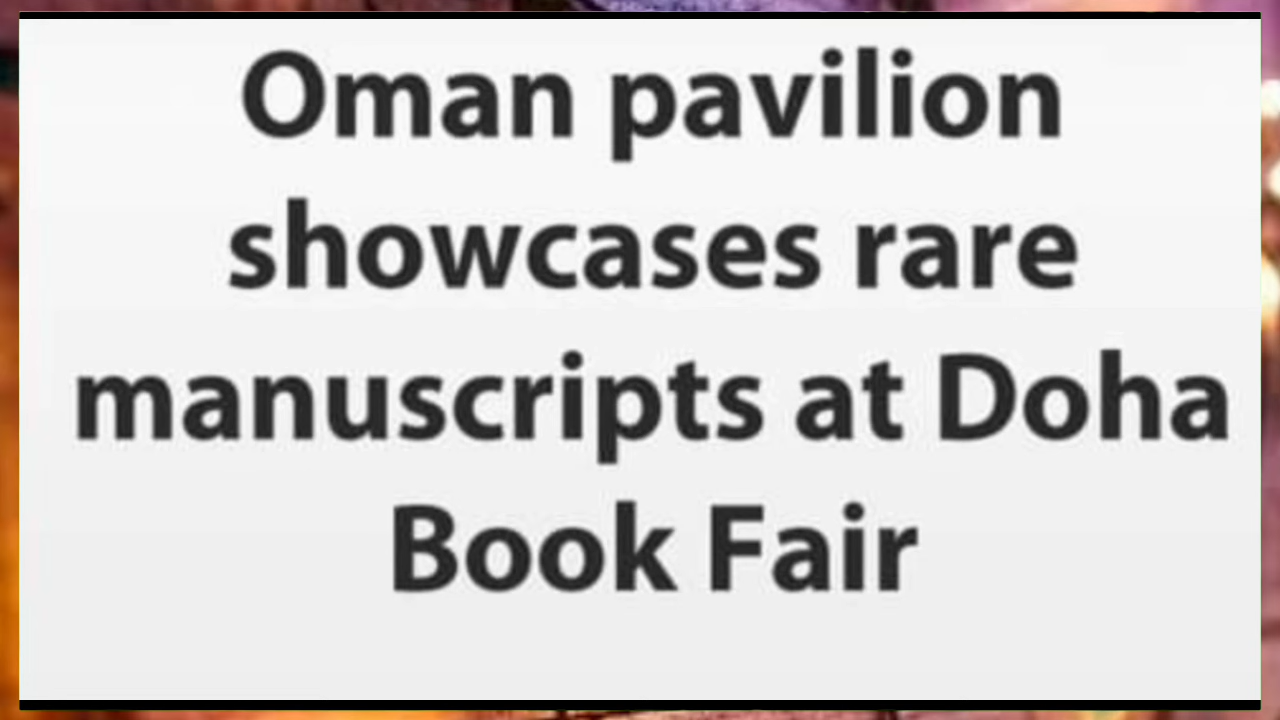 Oman pavilion
showcases rare
manuscripts at Doha
Book Fair